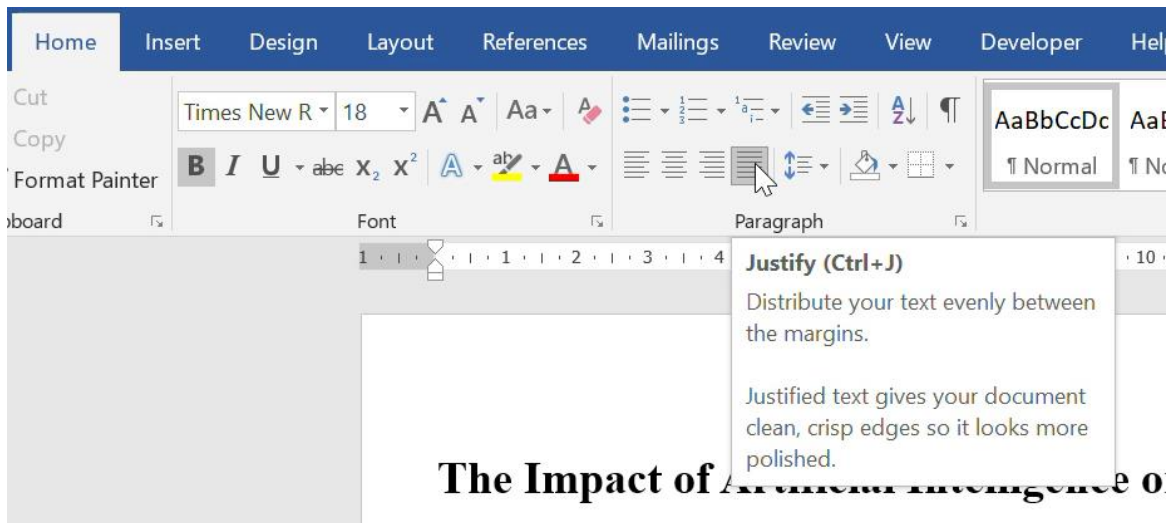 Home Insert Design Layout References Mailings Review View Developer
Cut
Times New R 18 A A Aa
AaBbCcDc
Copy
B I U abc X₂ X² A ab A
¶ Normal
Format Painter
Font Paragraph
1 1 2 3 4 10
Justify (Ctrl+J)
Distribute your text evenly between
the margins.
Justified text gives your document
clean, crisp edges so it looks more
polished.
The Impact of